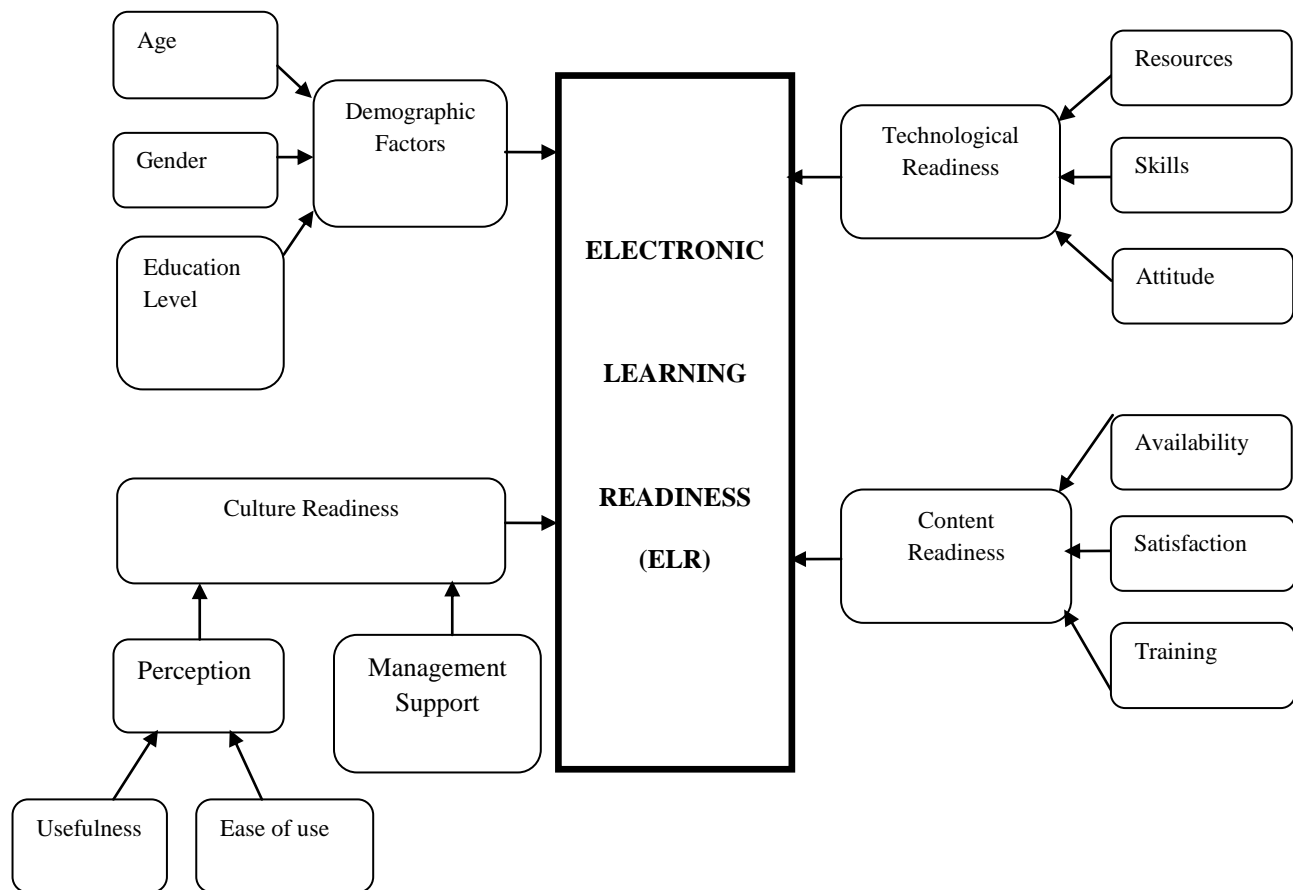 Age
Gender
Education
Level
Demographic
Factors
Culture Readiness
Perception
Management
Support
Usefulness
Ease of use
ELECTRONIC
LEARNING
READINESS
(ELR)
Technological
Readiness
Resources
Skills
Attitude
Content
Readiness
Availability
Satisfaction
Training